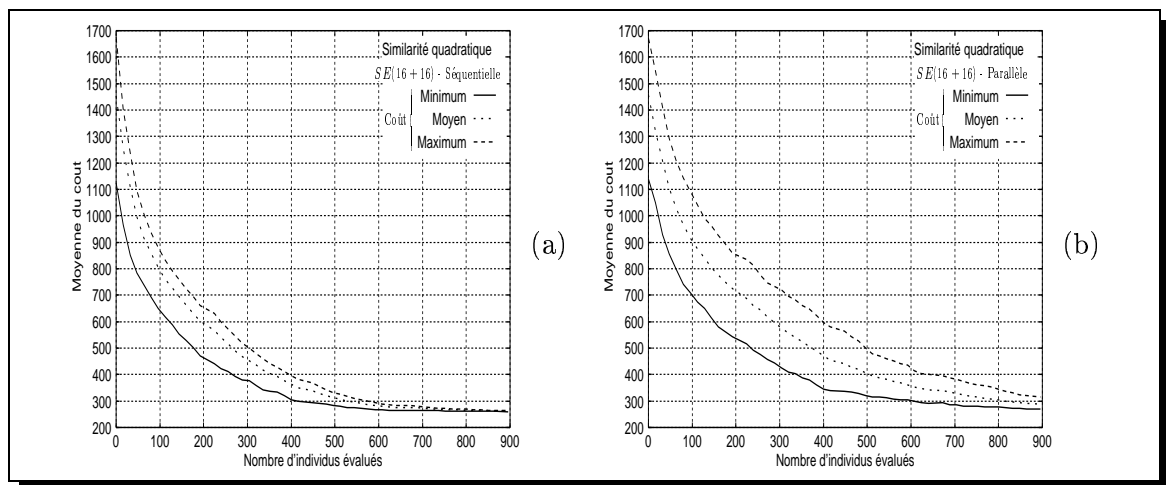 1700
1600
1500
1400
1300
1200
1100
1000
900
800
700
600
500
400
300
200
Moyenne du cout
0 100 200 300 400 500 600 700 800 900
Nombre d'individus évalués
Similarité quadratique
SE(16 + 16) - Séquentielle
Coût
Minimum
Moyen
Maximum
(a)
1700
1600
1500
1400
1300
1200
1100
1000
900
800
700
600
500
400
300
200
Moyenne du cout
0 100 200 300 400 500 600 700 800 900
Nombre d'individus évalués
Similarité quadratique
SE(16 + 16) - Parallèle
Coût
Minimum
Moyen
Maximum
(b)